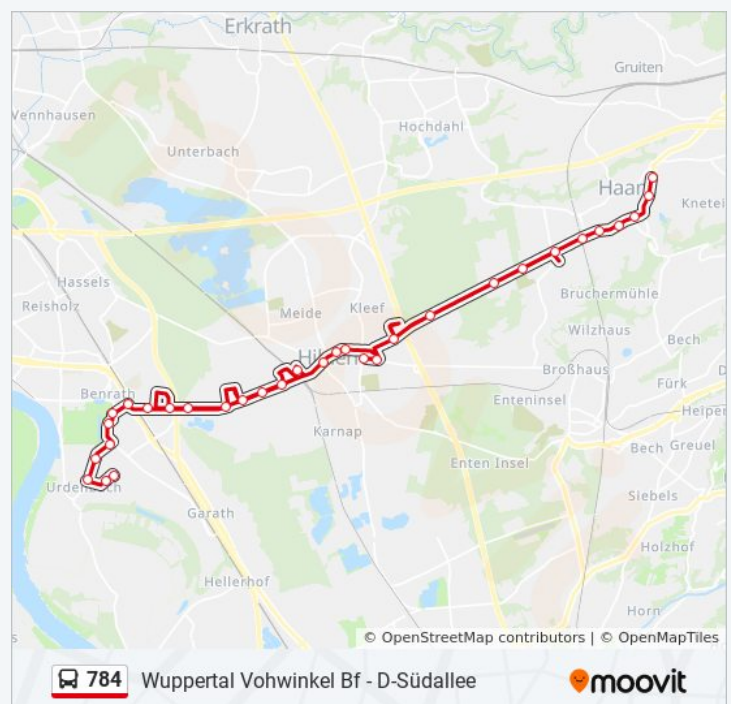 Erkrath
Gruiten
Vennhausen
Hochdahl
Unterbach
Haan
Knetei
Hassels
Reisholz
Meide
Kleef
Bruchermühle
Wilzhaus
Hilden
Bech
Broßhaus
Fürk
Benrath
Enteninsel
Heiper
Karnap
Bech
Greuel
Enten Insel
Urdenbach
Siebels
Garath
Holzhof
Hellerhof
Horn
© OpenStreetMap contributors | © OpenMapTiles
784 Wuppertal Vohwinkel Bf - D-Südallee
moovit